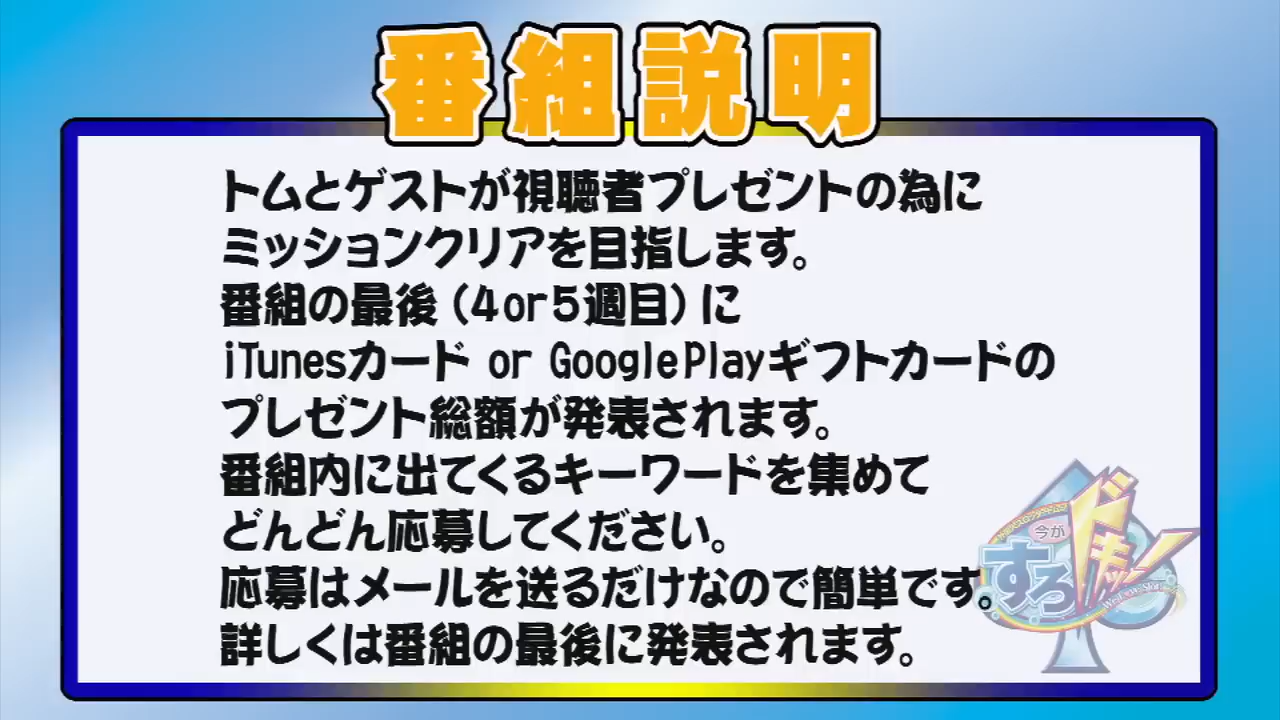 番組説明
トムとゲストが視聴者プレゼントの為に
ミッションクリアを目指します。
番組の最後(4or5週目)に
iTunesカード or GooglePlayギフトカードの
プレゼント総額が発表されます。
番組内に出てくるキーワードを集めて
どんどん応募してください。
応募はメールを送るだけなので簡単です。
詳しくは番組の最後に発表されます。
今が
すろドキッ!